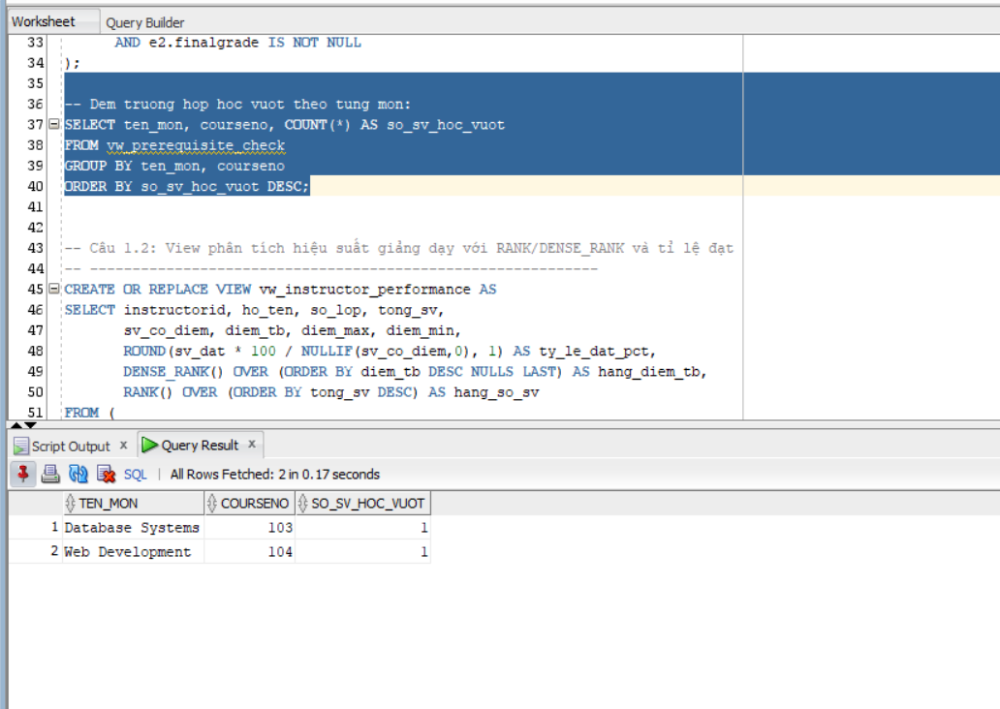 Worksheet Query Builder
33 AND e2.finalgrade IS NOT NULL
34 );
35
36 -- Dem truong hop hoc vuot theo tung mon:
37 SELECT ten_mon, courseno, COUNT(*) AS so_sv_hoc_vuot
38 FROM vw_prerequisite_check
39 GROUP BY ten_mon, courseno
40 ORDER BY so_sv_hoc_vuot DESC;
41
42
43 -- Câu 1.2: View phân tích hiệu suất giảng dạy với RANK/DENSE_RANK và tỉ lệ đạt
44 -- -------------------------------------------------------------
45 CREATE OR REPLACE VIEW vw_instructor_performance AS
46 SELECT instructorid, ho_ten, so_lop, tong_sv,
47 sv_co_diem, diem_tb, diem_max, diem_min,
48 ROUND(sv_dat * 100 / NULLIF(sv_co_diem,0), 1) AS ty_le_dat_pct,
49 DENSE_RANK() OVER (ORDER BY diem_tb DESC NULLS LAST) AS hang_diem_tb,
50 RANK() OVER (ORDER BY tong_sv DESC) AS hang_so_sv
51 FROM (
Script Output x Query Result x
SQL | All Rows Fetched: 2 in 0.17 seconds
TEN_MON COURSENO SO_SV_HOC_VUOT
1 Database Systems 103 1
2 Web Development 104 1